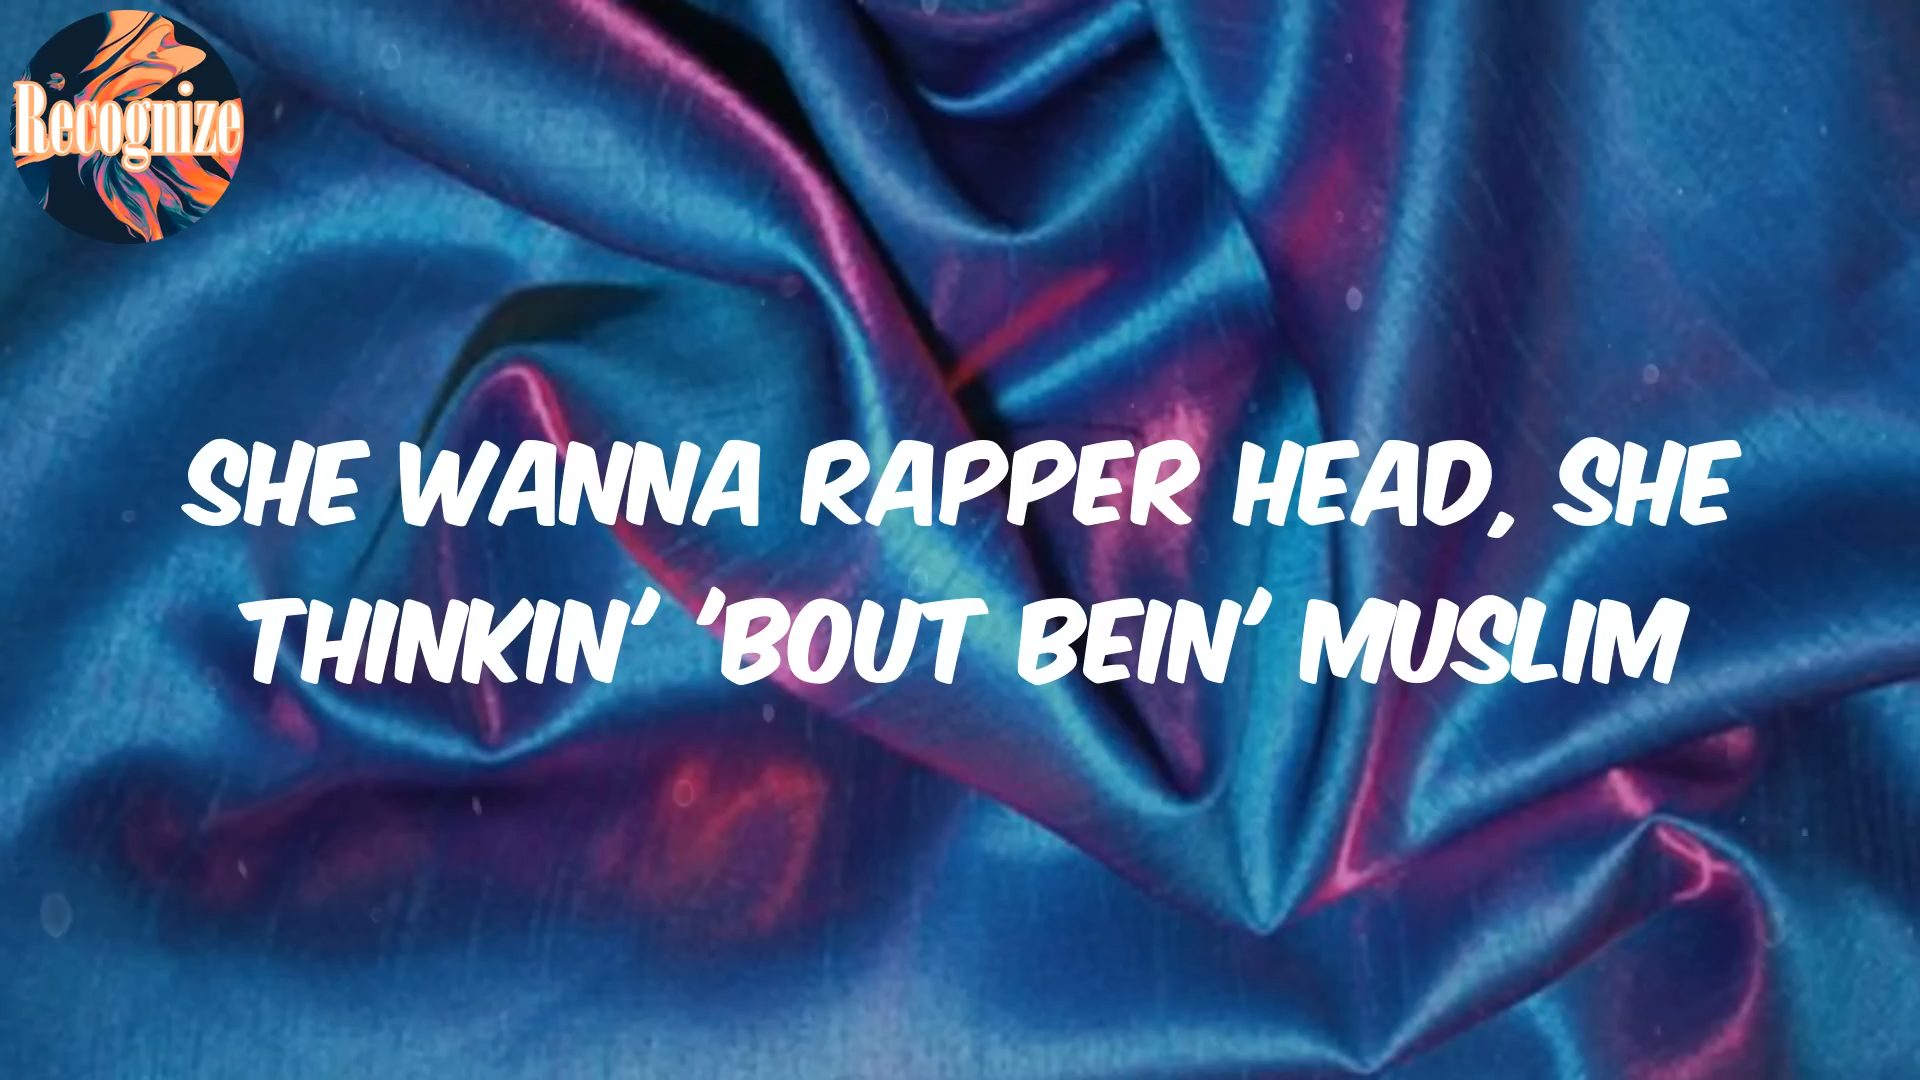 Recognize
SHE WANNA RAPPER HEAD, SHE
THINKIN' 'BOUT BEIN' MUSLIM